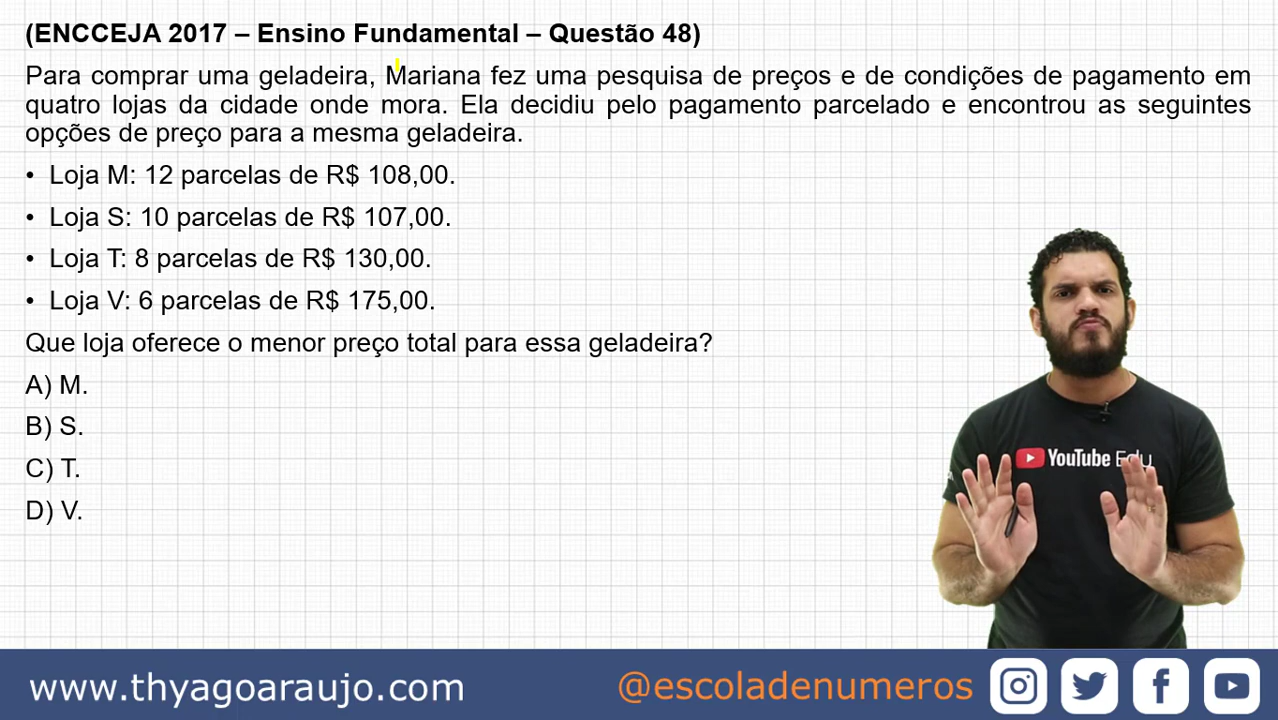 (ENCCEJA 2017 – Ensino Fundamental – Questão 48)
Para comprar uma geladeira, Mariana fez uma pesquisa de preços e de condições de pagamento em
quatro lojas da cidade onde mora. Ela decidiu pelo pagamento parcelado e encontrou as seguintes
opções de preço para a mesma geladeira.
• Loja M: 12 parcelas de R$ 108,00.
• Loja S: 10 parcelas de R$ 107,00.
• Loja T: 8 parcelas de R$ 130,00.
• Loja V: 6 parcelas de R$ 175,00.
Que loja oferece o menor preço total para essa geladeira?
A) M.
B) S.
C) T.
D) V.
YouTube Edu
www.thyagoaraujo.com
@escoladenumeros